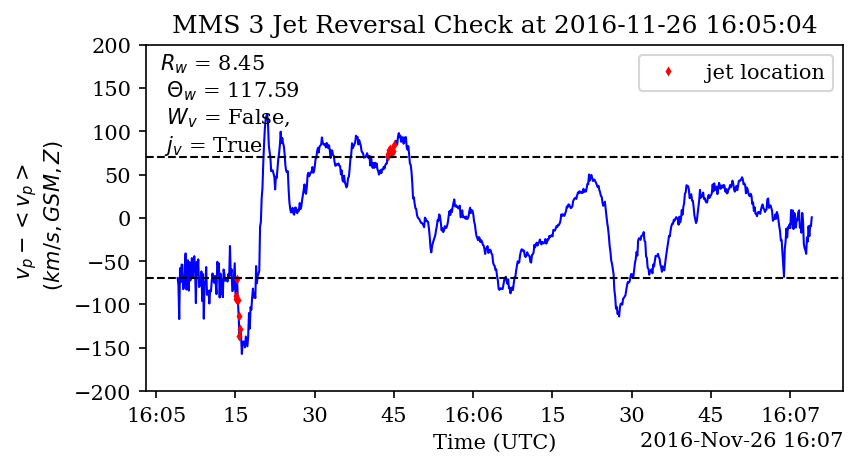 MMS 3 Jet Reversal Check at 2016-11-26 16:05:04
R_w = 8.45
Θ_w = 117.59
W_v = False,
j_v = True
jet location
v_p − < v_p >
(km/s, GSM, Z)
200
150
100
50
0
−50
−100
−150
−200
16:05 15 30 45 16:06 15 30 45 16:07
Time (UTC)
2016-Nov-26 16:07